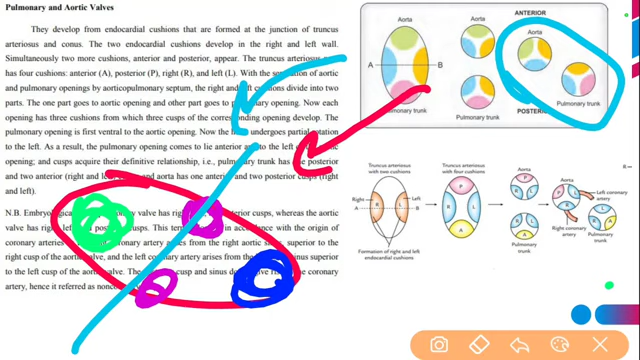 Pulmonary and Aortic Valves
They develop from endocardial cushions that are formed at the junction of truncus
arteriosus and conus. The two endocardial cushions develop in the right and left wall.
Simultaneously two more cushions, anterior and posterior, appear. The truncus arteriosus
has four cushions: anterior (A), posterior (P), right (R), and left (L). With the separation of aortic
and pulmonary openings by aorticopulmonary septum, the right and left cushions divide into two
parts. The one part goes to aortic opening and other part goes to opening. Now each
opening has three cushions from which three cusps of the corresponding opening develop. The
pulmonary opening is first ventral to the aortic opening. Now the undergoes partial rotation
to the left. As a result, the pulmonary opening comes to lie anterior to the left of the
opening; and cusps acquire their definitive relationship, i.e., pulmonary trunk has posterior
and two anterior (right and left), and aorta has one anterior and two posterior cusps (right
and left).
N.B. Embryological valve has right cusps, whereas the aortic
valve has right, left cusps. This in accordance with the origin of
coronary arteries. coronary artery arises from the right aortic superior to the
right cusp of the aortic valve, and the left coronary artery arises from the sinus superior
to the left cusp of the aortic valve. The cusp and sinus coronary
artery, hence it referred as
ANTERIOR
Aorta
A
B
Pulmonary trunk
Aorta
Pulmonary trunk
Aorta
Pulmonary trunk
Truncus arteriosus
with two cushions
Truncus arteriosus
with four cushions
Right
Left
A
B
Formation of right and left
endocardial cushions
P
R
L
A
Aorta
P
R
L
R
L
A
Pulmonary
trunk
Aorta
Left coronary
artery
Right coronary
artery
Pulmonary
trunk